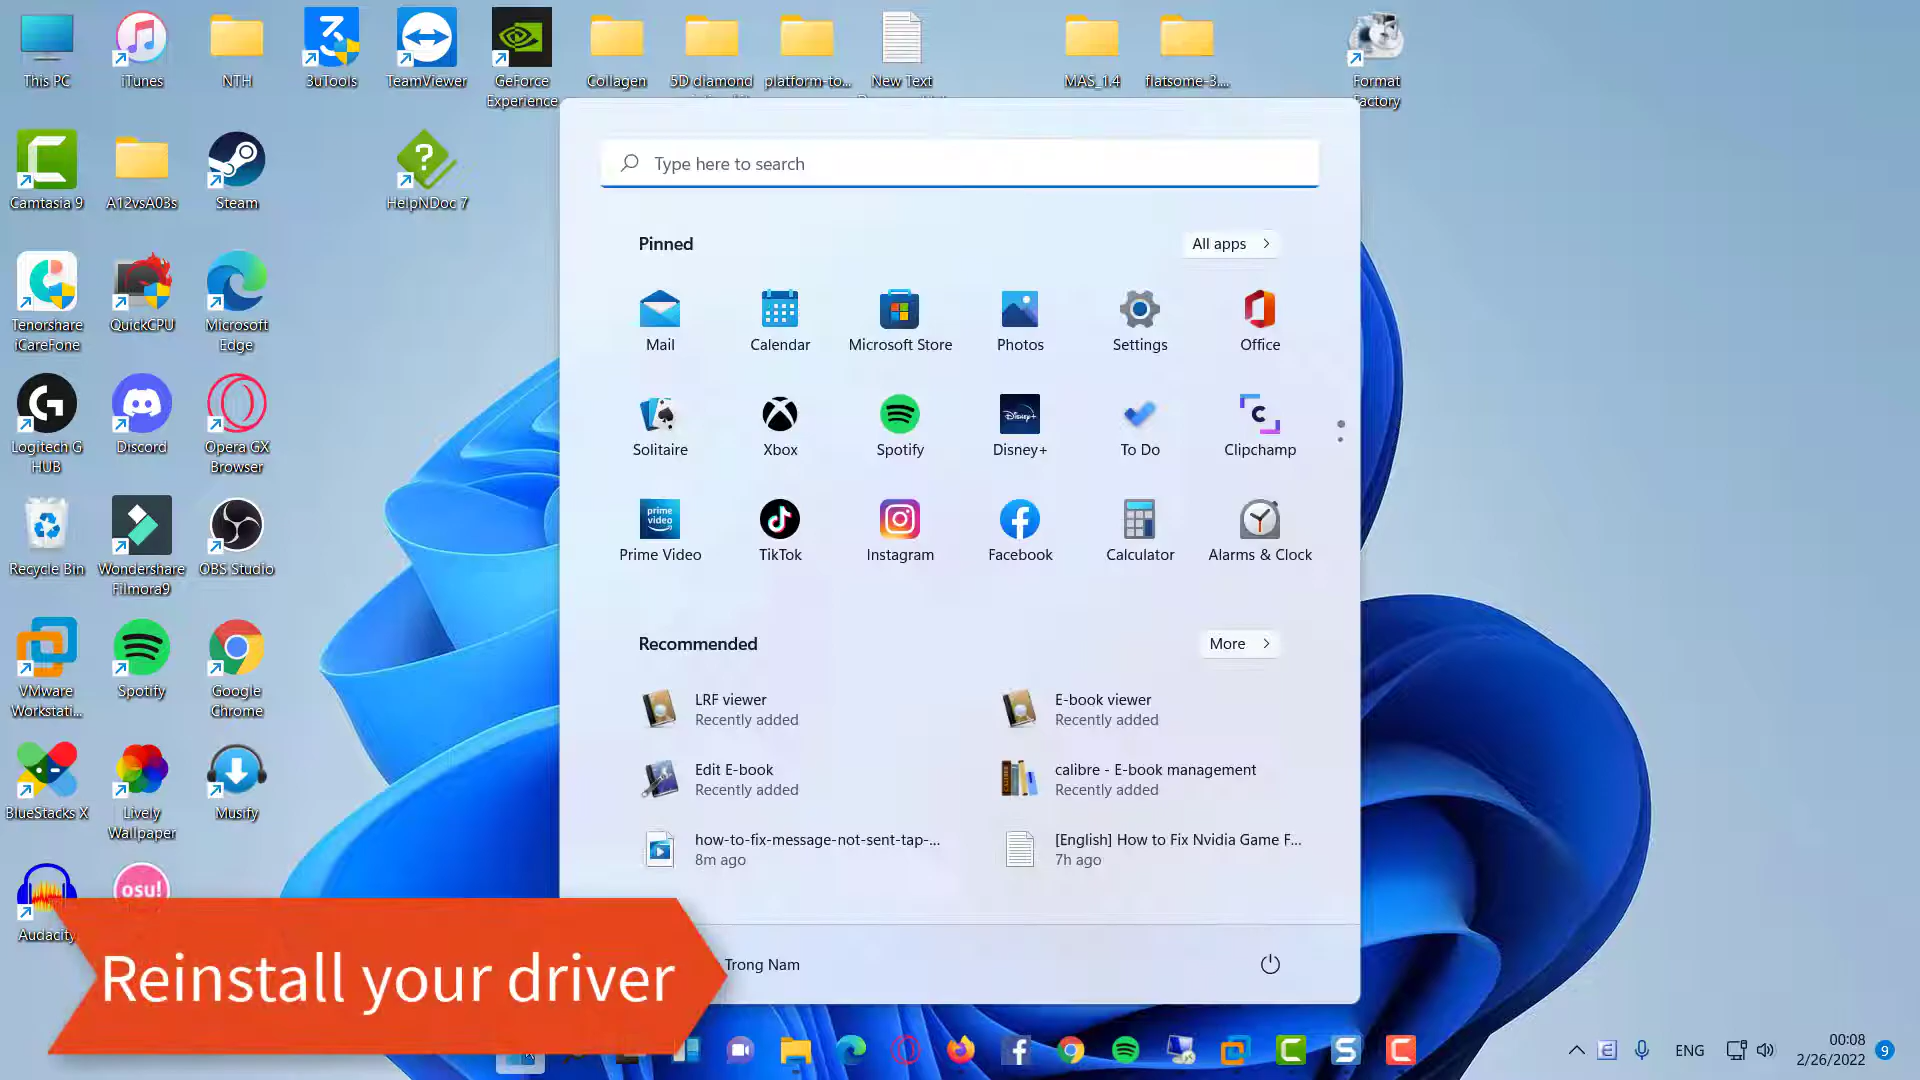 This PC
iTunes
NTH
3uTools
TeamViewer
GeForce
Experience
Collagen
5D diamond
platform-to...
New Text
MAS_1.4
flatsome-3....
Format
Factory
Camtasia 9
A12vsA03s
Steam
HelpNDoc 7
Tenorshare
iCareFone
QuickCPU
Microsoft
Edge
Logitech G
HUB
Discord
Opera GX
Browser
Recycle Bin
Wondershare
Filmora9
OBS Studio
VMware
Workstati...
Spotify
Google
Chrome
BlueStacks X
Lively
Wallpaper
Musify
osu!
Audacity
Type here to search
Pinned
All apps
Mail
Calendar
Microsoft Store
Photos
Settings
Office
Solitaire
Xbox
Spotify
Disney+
To Do
Clipchamp
prime
video
Prime Video
TikTok
Instagram
Facebook
Calculator
Alarms & Clock
Recommended
More
LRF viewer
Recently added
E-book viewer
Recently added
Edit E-book
Recently added
calibre - E-book management
Recently added
how-to-fix-message-not-sent-tap-...
8m ago
[English] How to Fix Nvidia Game F...
7h ago
Trong Nam
Reinstall your driver
ENG
00:08
2/26/2022
9